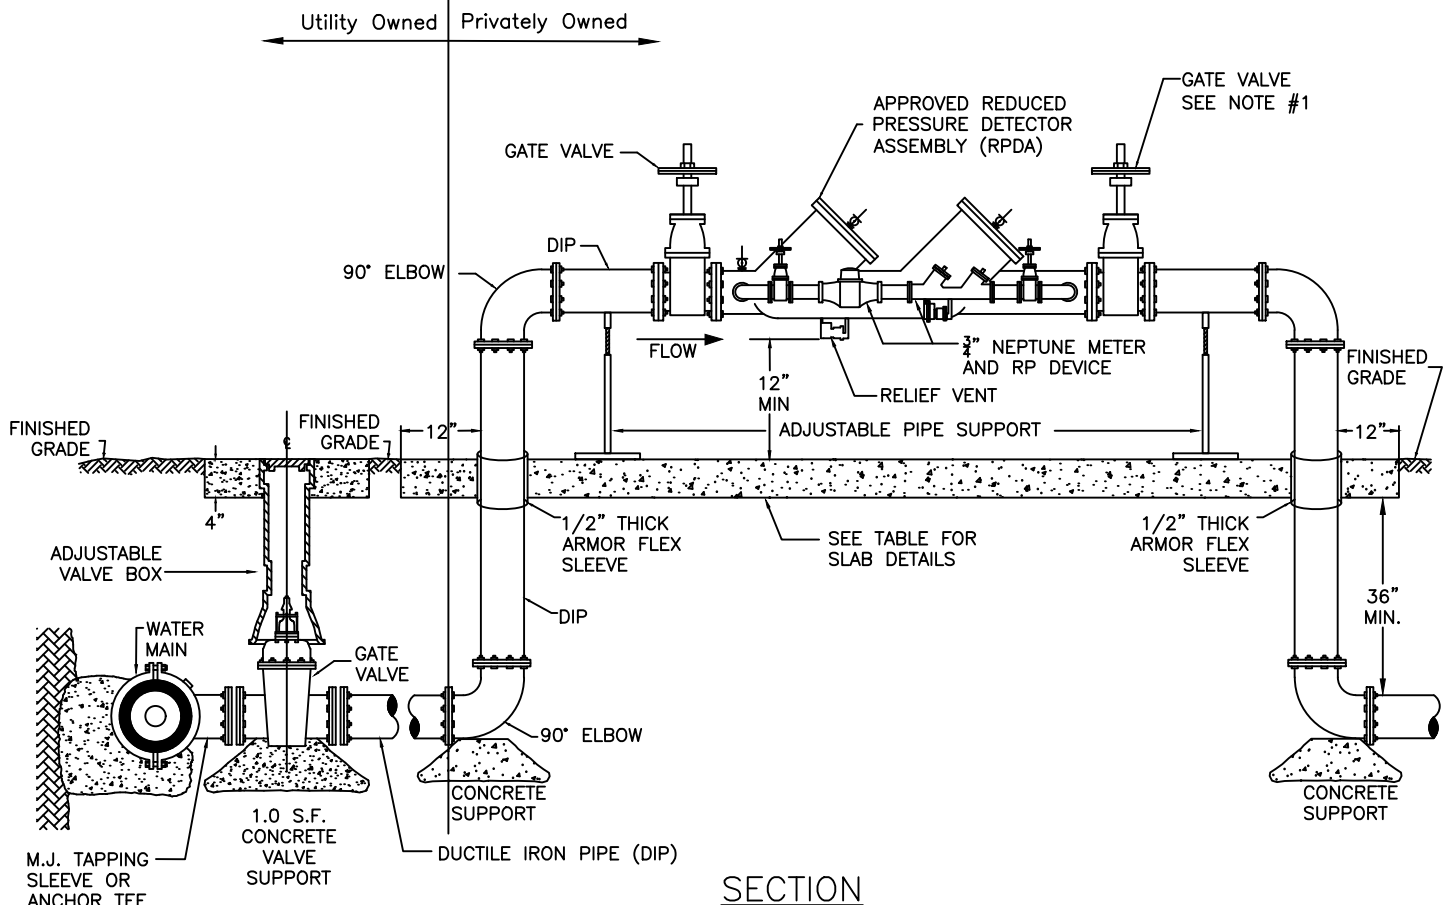 Utility Owned
Privately Owned
GATE VALVE
SEE NOTE #1
APPROVED REDUCED
PRESSURE DETECTOR
ASSEMBLY (RPDA)
GATE VALVE
DIP
90° ELBOW
FLOW
3/4" NEPTUNE METER
AND RP DEVICE
12"
MIN
RELIEF VENT
FINISHED
GRADE
FINISHED
GRADE
FINISHED
GRADE
℄
12"
ADJUSTABLE PIPE SUPPORT
12"
4"
1/2" THICK
ARMOR FLEX
SLEEVE
SEE TABLE FOR
SLAB DETAILS
1/2" THICK
ARMOR FLEX
SLEEVE
ADJUSTABLE
VALVE BOX
36"
MIN.
DIP
WATER
MAIN
GATE
VALVE
90° ELBOW
CONCRETE
SUPPORT
CONCRETE
SUPPORT
1.0 S.F.
CONCRETE
VALVE
SUPPORT
DUCTILE IRON PIPE (DIP)
M.J. TAPPING
SLEEVE OR
ANCHOR TEE
SECTION